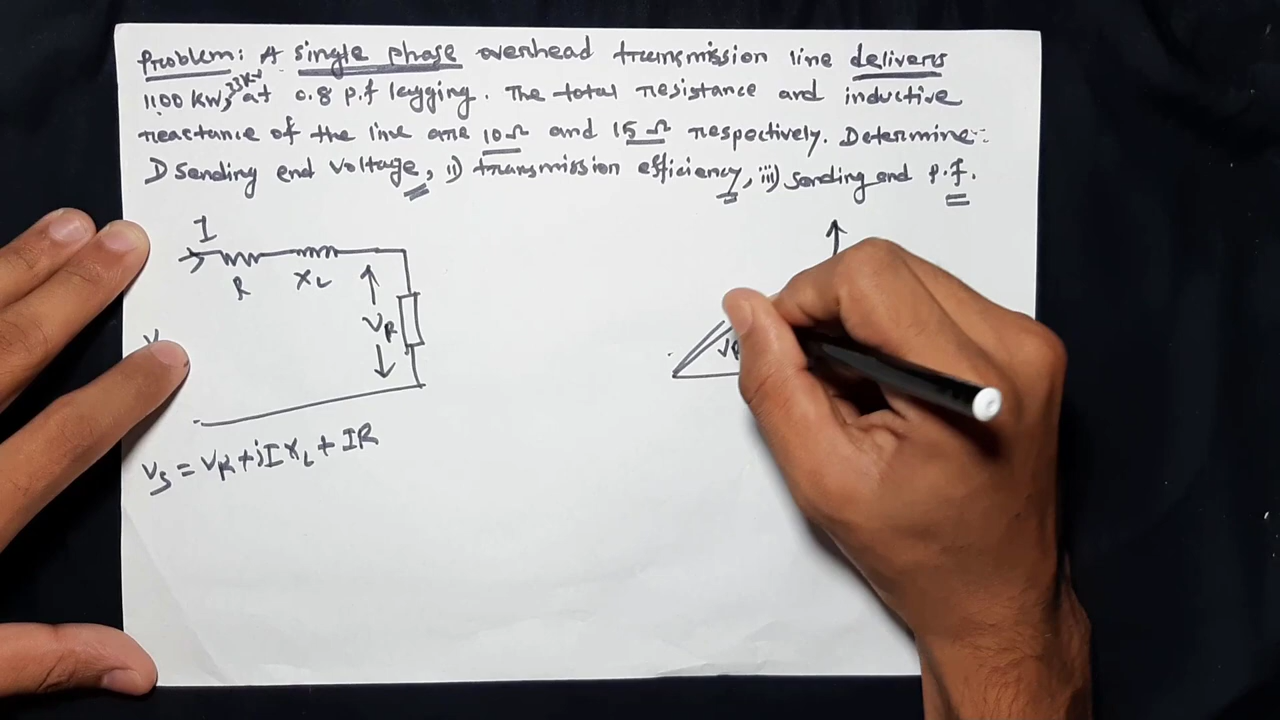 Problem: A single phase overhead transmission line delivers
1100 KW, 33KV at 0.8 p.f lagging. The total resistance and inductive
reactance of the line are 10Ω and 15Ω respectively. Determine:
i) Sending end voltage, ii) transmission efficiency, iii) sending end p.f.
I
R XL
VR
VR
VS = VR + jIXL + IR